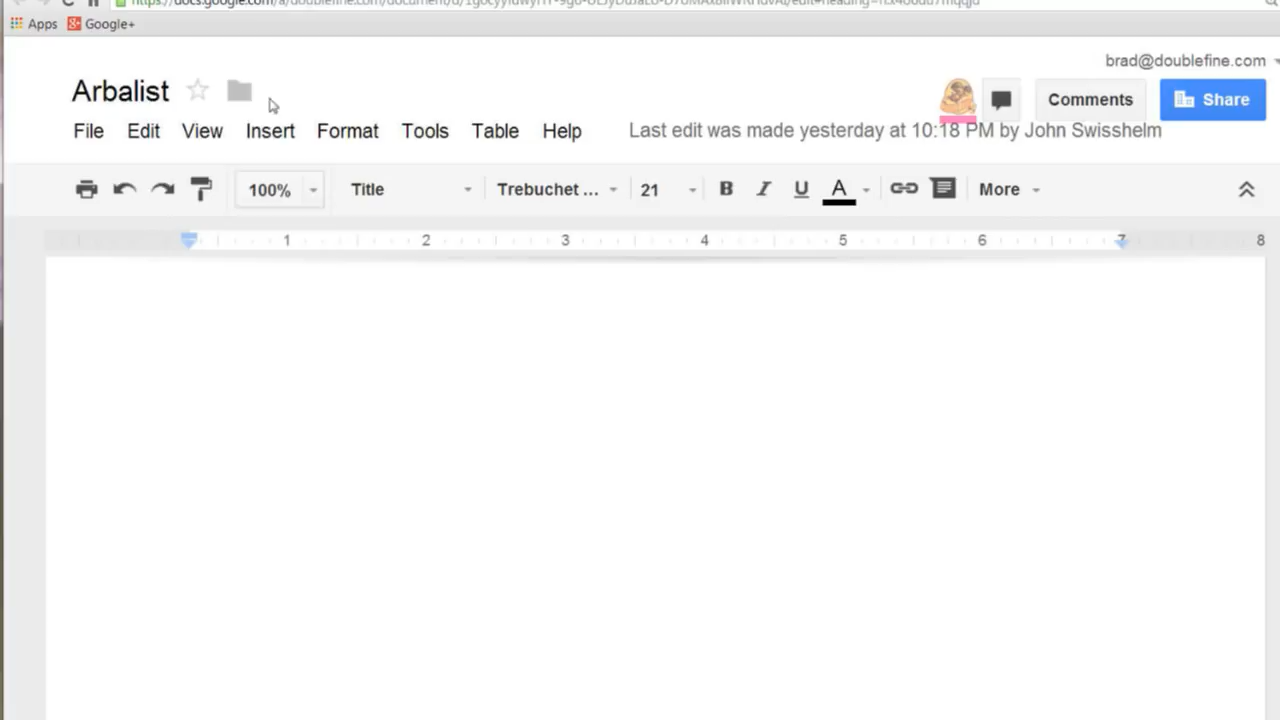 Apps Google+
brad@doublefine.com
Arbalist
Comments Share
File Edit View Insert Format Tools Table Help Last edit was made yesterday at 10:18 PM by John Swisshelm
100% Title Trebuchet ... 21 B I U A More
1 2 3 4 5 6 7 8